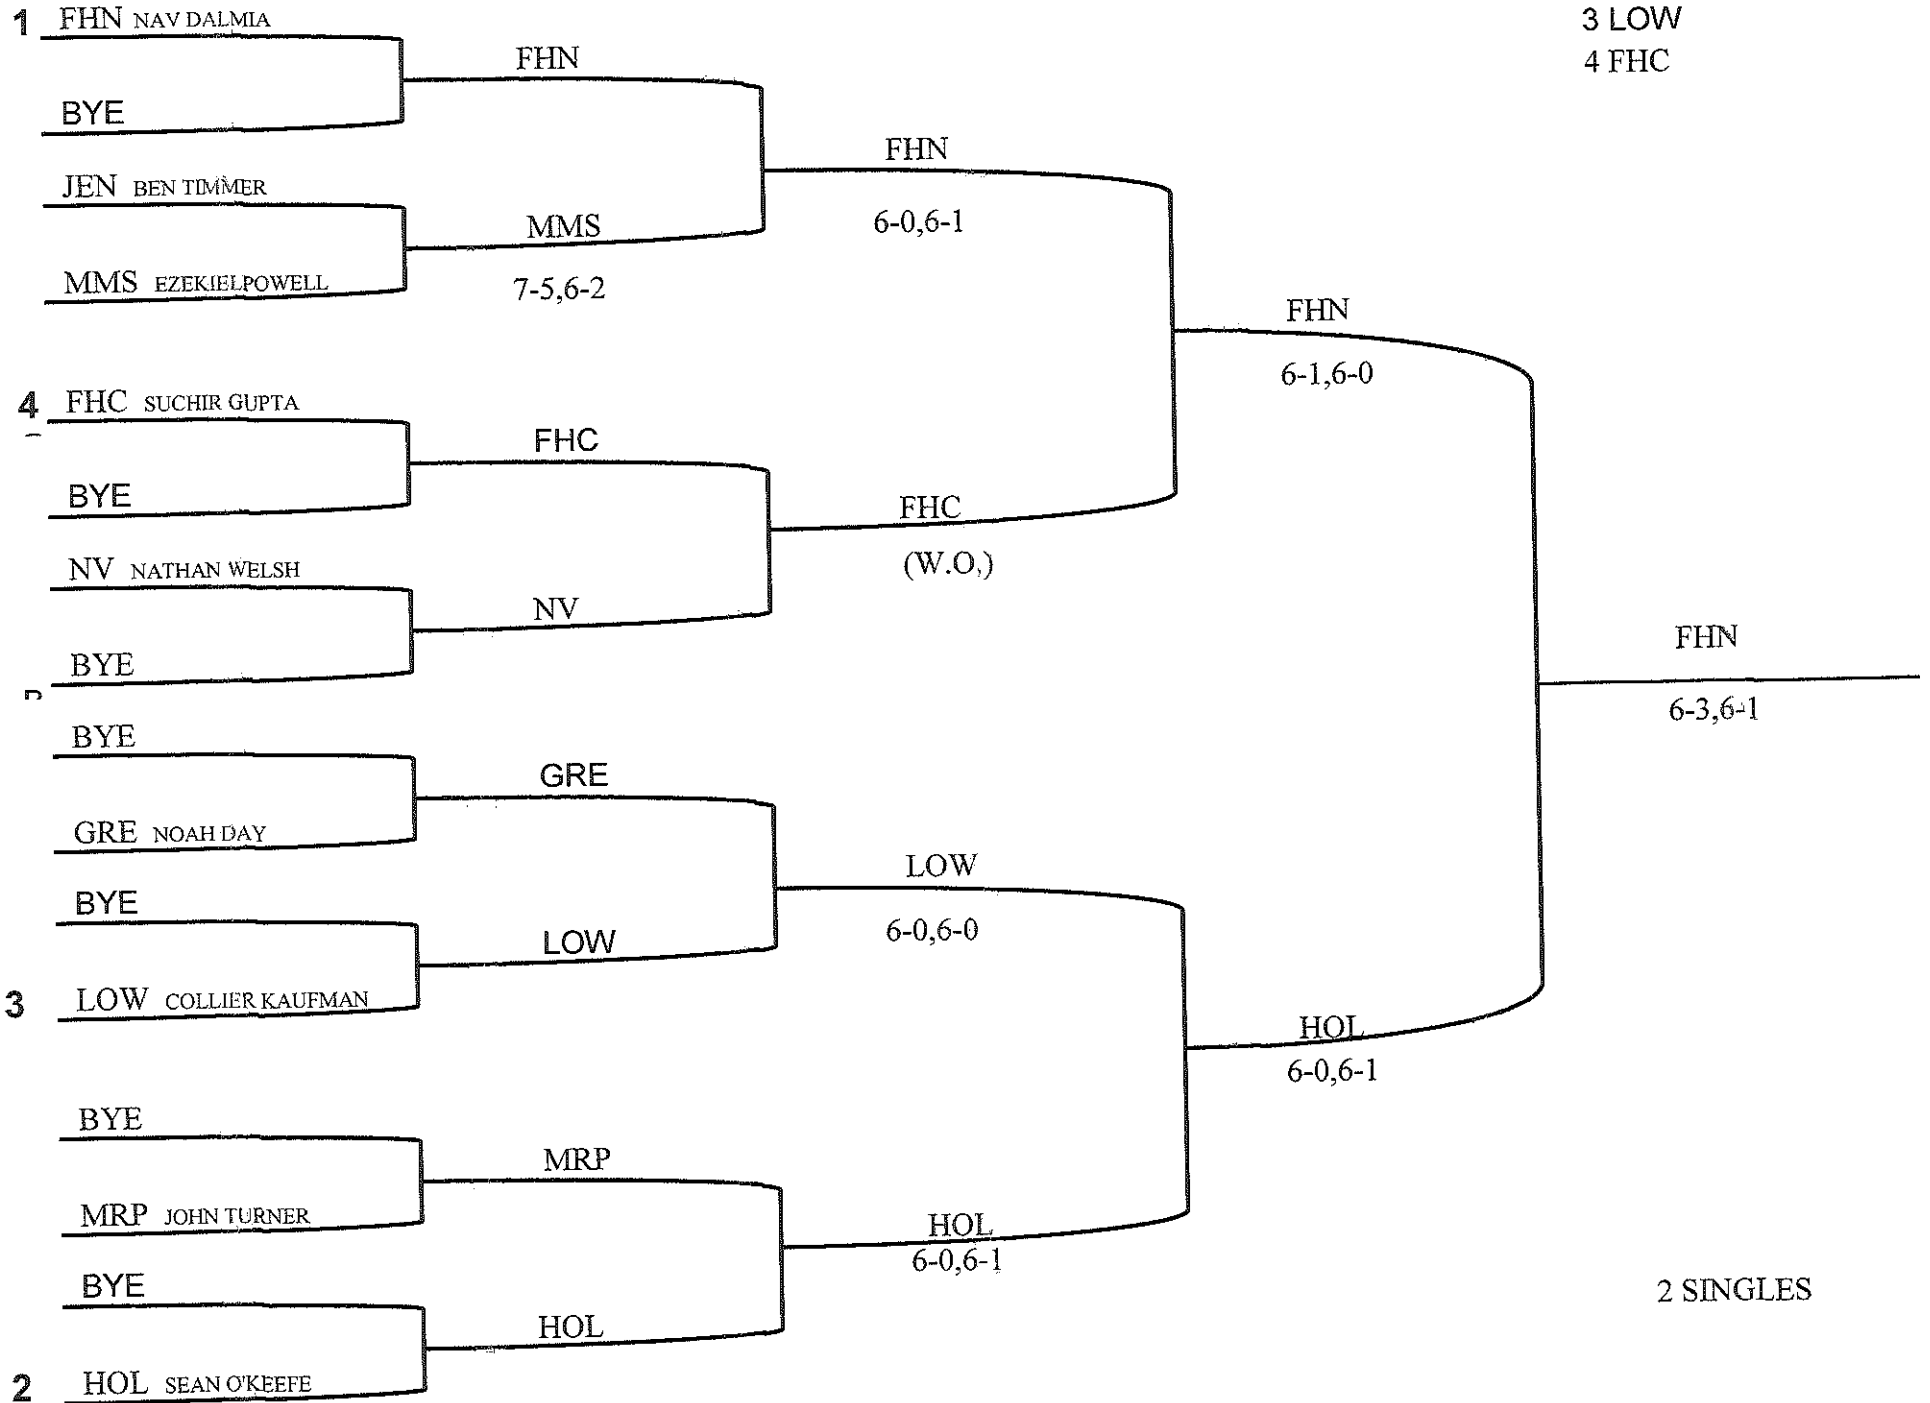 1 FHN NAV DALMIA
3 LOW
4 FHC
FHN
BYE
FHN
JEN BEN TIMMER
6-0,6-1
MMS
MMS EZEKIELPOWELL
7-5,6-2
FHN
6-1,6-0
4 FHC SUCHIR GUPTA
FHC
BYE
FHC
(W.O.)
NV NATHAN WELSH
NV
BYE
FHN
6-3,6-1
BYE
GRE
GRE NOAH DAY
LOW
BYE
6-0,6-0
LOW
3 LOW COLLIER KAUFMAN
HOL
6-0,6-1
BYE
MRP
MRP JOHN TURNER
HOL
6-0,6-1
BYE
2 SINGLES
HOL
2 HOL SEAN O'KEEFE